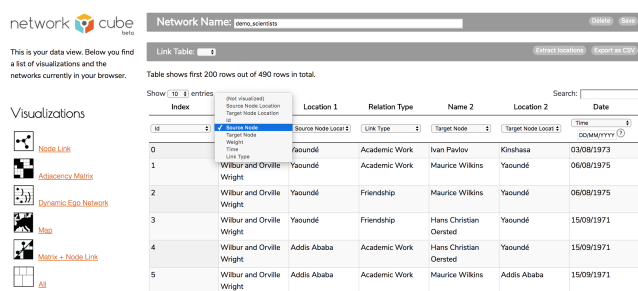 network cube
beta
This is your data view. Below you find
a list of visualizations and the
networks currently in your browser.
Visualizations
Node Link
Adjacency Matrix
Dynamic Ego Network
Map
Matrix + Node Link
All
Network Name: demo_scientists
Delete Save
Link Table:
Extract locations Export as CSV
Table shows first 200 rows out of 490 rows in total.
Show 10 entries
Search:
Index Location 1 Relation Type Name 2 Location 2 Date
(Not visualized)
Source Node Location
Target Node Location
Id
✓ Source Node
Target Node
Weight
Time
Link Type
Id Source Node Locat Link Type Target Node Target Node Locati Time
DD/MM/YYYY ?
0 Yaoundé Academic Work Ivan Pavlov Kinshasa 03/08/1973
1 Wilbur and Orville Yaoundé Academic Work Maurice Wilkins Yaoundé 06/08/1975
Wright
2 Wilbur and Orville Yaoundé Friendship Maurice Wilkins Yaoundé 06/08/1975
Wright
3 Wilbur and Orville Yaoundé Friendship Hans Christian Yaoundé 15/09/1971
Wright Oersted
4 Wilbur and Orville Addis Ababa Academic Work Hans Christian Yaoundé 15/09/1971
Wright Oersted
5 Wilbur and Orville Addis Ababa Academic Work Maurice Wilkins Addis Ababa 15/09/1971
Wright